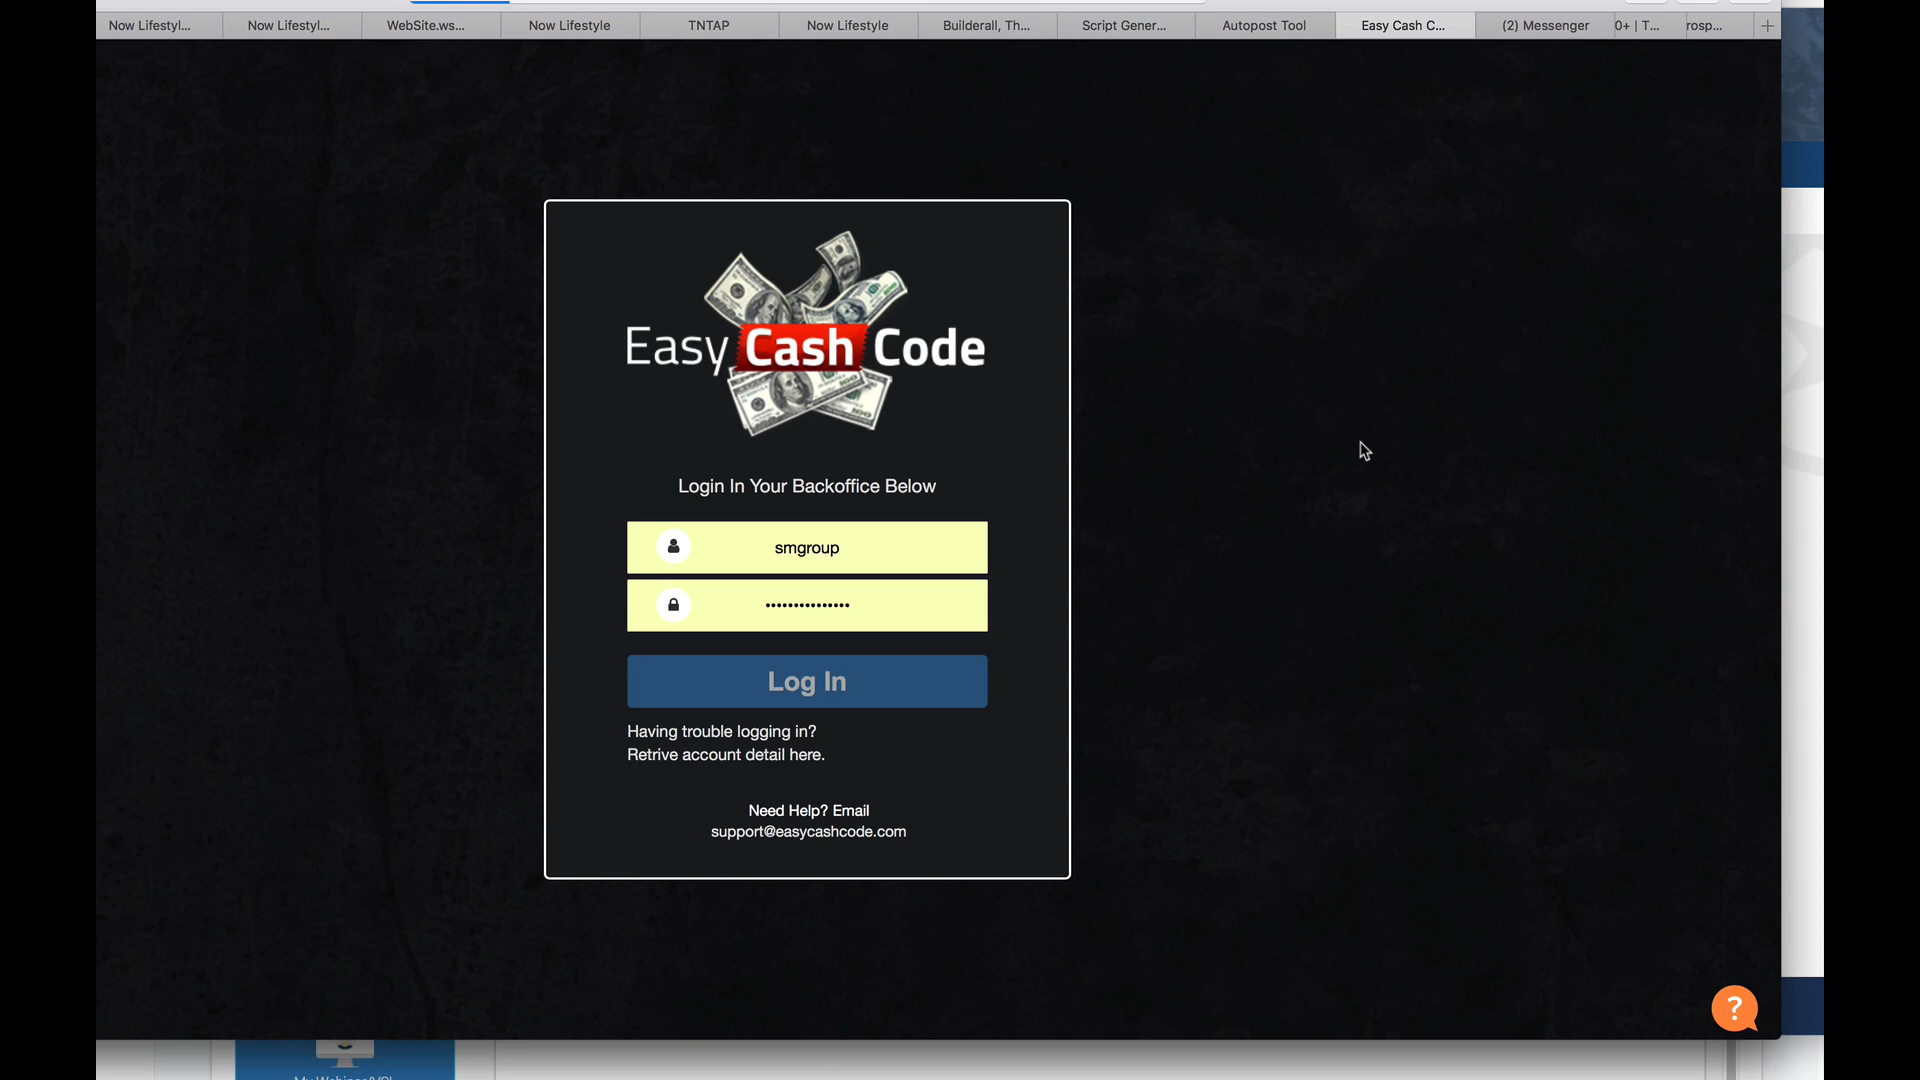 Now Lifestyl...
Now Lifestyl...
WebSite.ws...
Now Lifestyle
TNTAP
Now Lifestyle
Builderall, Th...
Script Gener...
Autopost Tool
Easy Cash C...
(2) Messenger
0+ | T...
rosp...
Easy Cash Code
Login In Your Backoffice Below
smgroup
•••••••••••••••
Log In
Having trouble logging in?
Retrive account detail here.
Need Help? Email
support@easycashcode.com
?